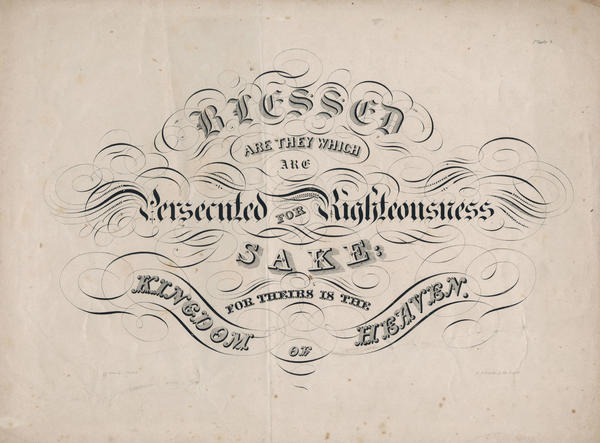 BLESSED
ARE THEY WHICH
ARE
Persecuted FOR Righteousness
SAKE;
FOR THEIRS IS THE
KINGDOM OF HEAVEN.